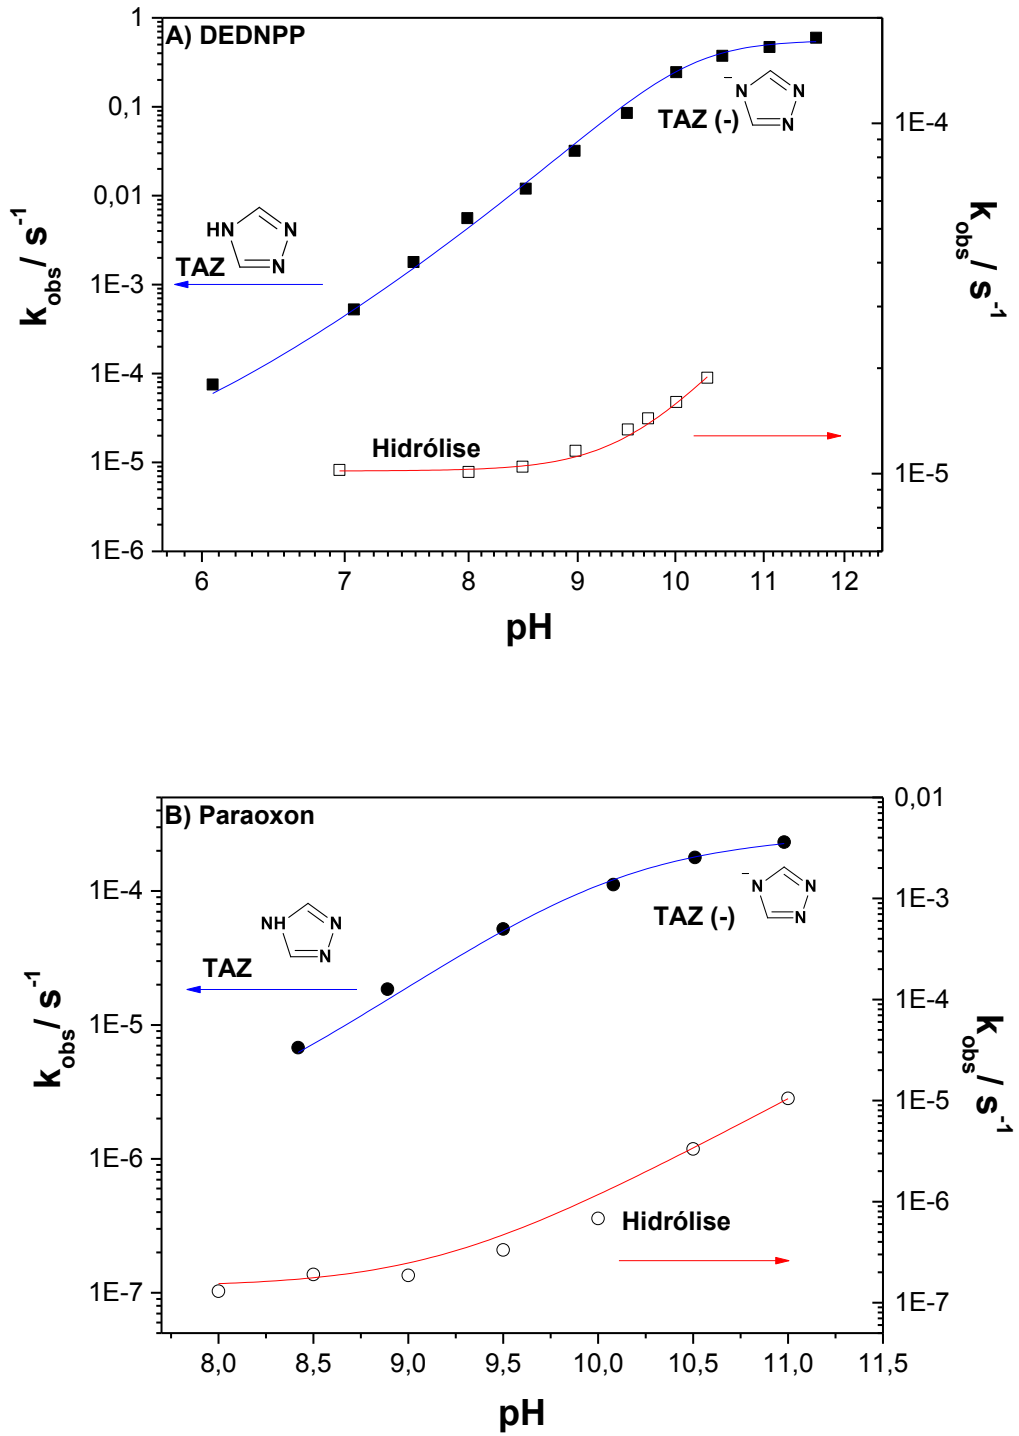 A) DEDNPP
1
0,1
0,01
1E-3
1E-4
1E-5
1E-6
k_obs / s^-1
HN
N
N
TAZ
TAZ (-)
−
N
N
N
Hidrólise
1E-4
1E-5
k_obs / s^-1
6 7 8 9 10 11 12
pH
B) Paraoxon
1E-4
1E-5
1E-6
1E-7
k_obs / s^-1
NH
N
N
TAZ
TAZ (-)
−
N
N
N
Hidrólise
0,01
1E-3
1E-4
1E-5
1E-6
1E-7
k_obs / s^-1
8,0 8,5 9,0 9,5 10,0 10,5 11,0 11,5
pH